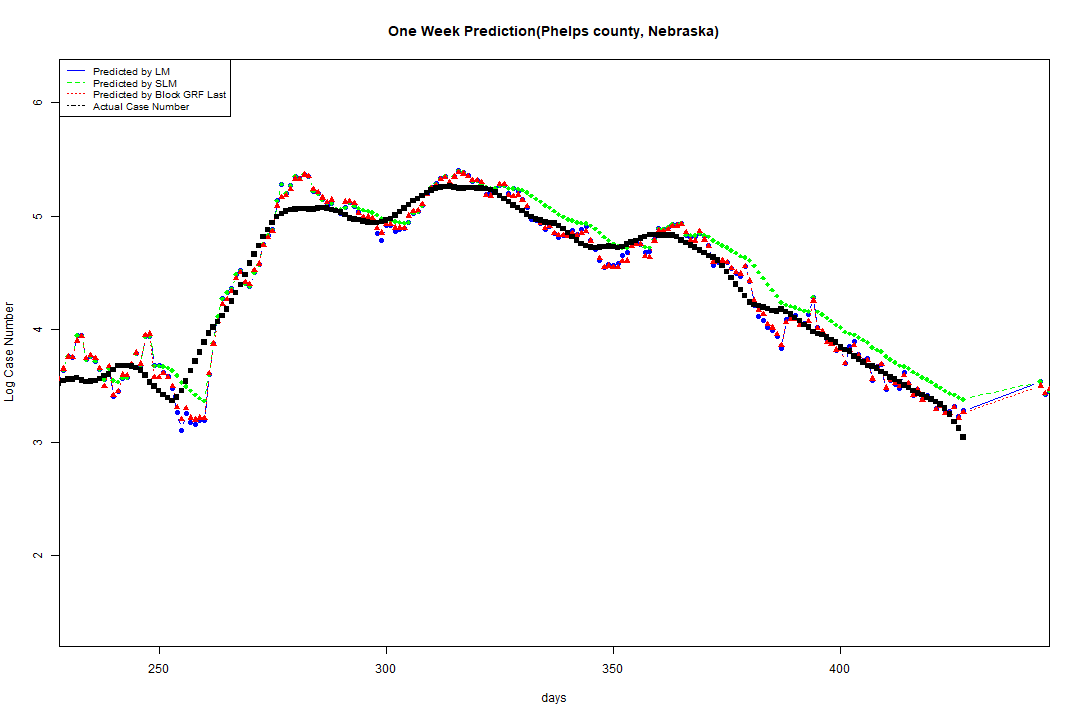 One Week Prediction(Phelps county, Nebraska)
Predicted by LM
Predicted by SLM
Predicted by Block GRF Last
Actual Case Number
6
5
4
3
2
Log Case Number
250 300 350 400
days